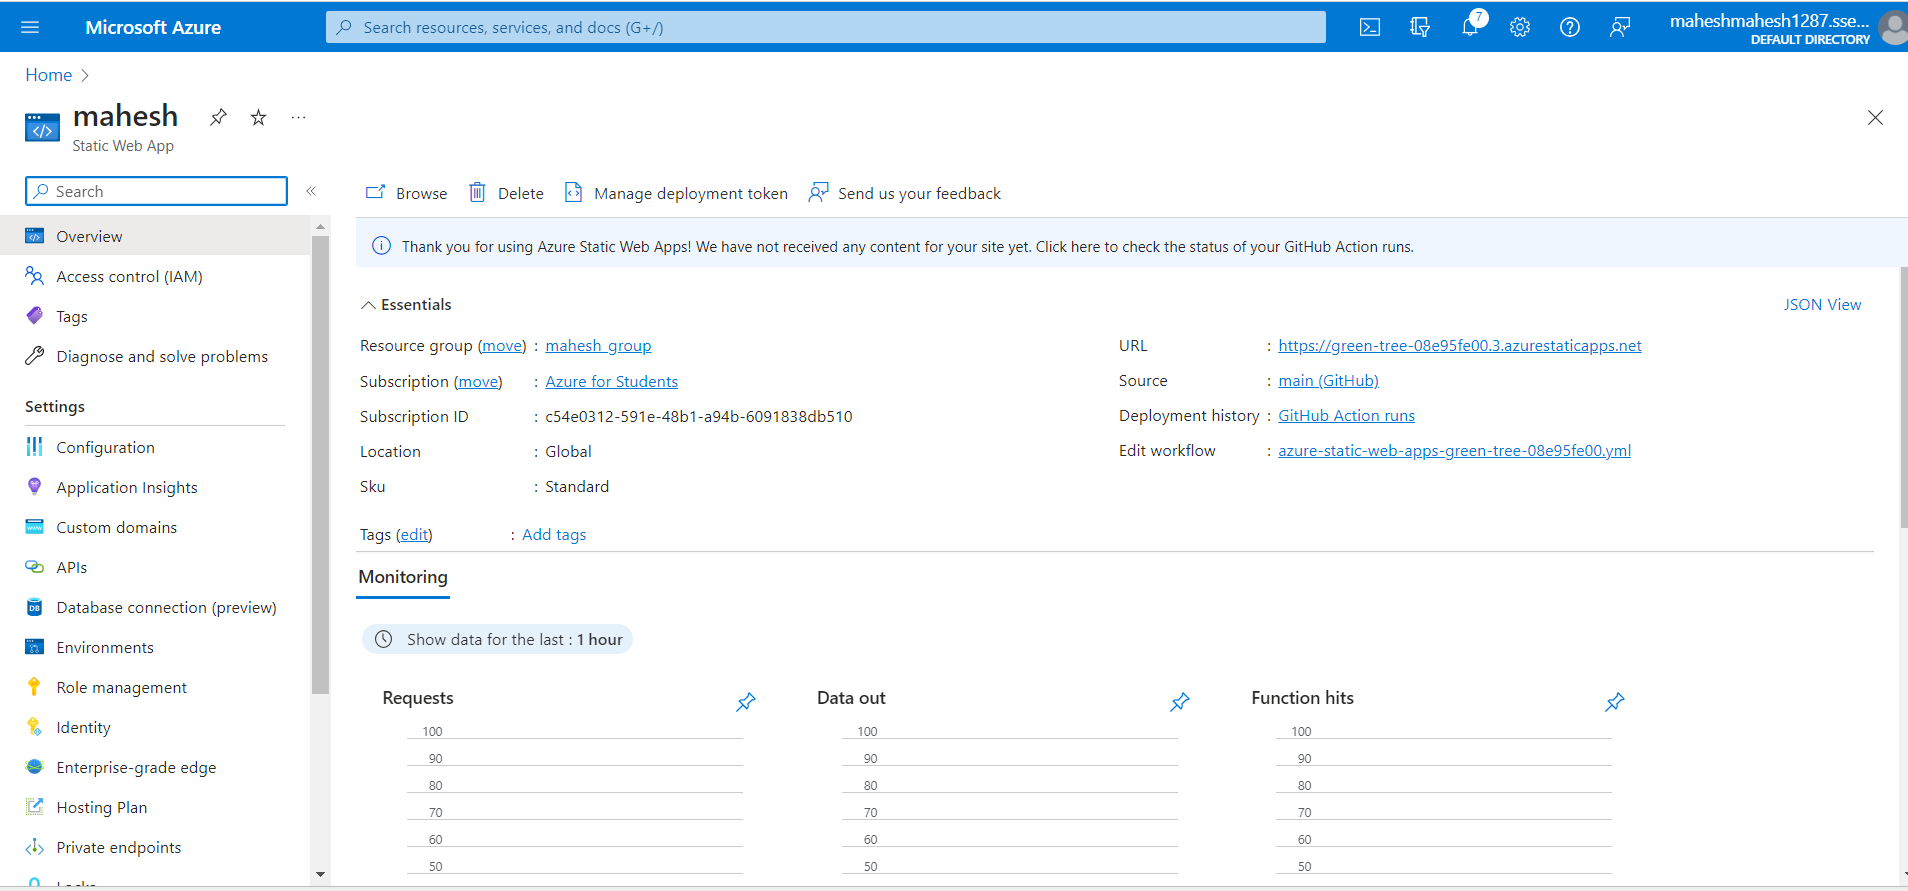 Microsoft Azure
Search resources, services, and docs (G+/)
7
maheshmahesh1287.sse...
DEFAULT DIRECTORY
Home
mahesh
Static Web App
Search
Browse
Delete
Manage deployment token
Send us your feedback
Overview
Access control (IAM)
Tags
Diagnose and solve problems
Settings
Configuration
Application Insights
Custom domains
APIs
Database connection (preview)
Environments
Role management
Identity
Enterprise-grade edge
Hosting Plan
Private endpoints
Locks
Thank you for using Azure Static Web Apps! We have not received any content for your site yet. Click here to check the status of your GitHub Action runs.
Essentials
JSON View
Resource group (move) : mahesh_group
Subscription (move) : Azure for Students
Subscription ID : c54e0312-591e-48b1-a94b-6091838db510
Location : Global
Sku : Standard
URL : https://green-tree-08e95fe00.3.azurestaticapps.net
Source : main (GitHub)
Deployment history : GitHub Action runs
Edit workflow : azure-static-web-apps-green-tree-08e95fe00.yml
Tags (edit) : Add tags
Monitoring
Show data for the last : 1 hour
Requests
100
90
80
70
60
50
Data out
100
90
80
70
60
50
Function hits
100
90
80
70
60
50